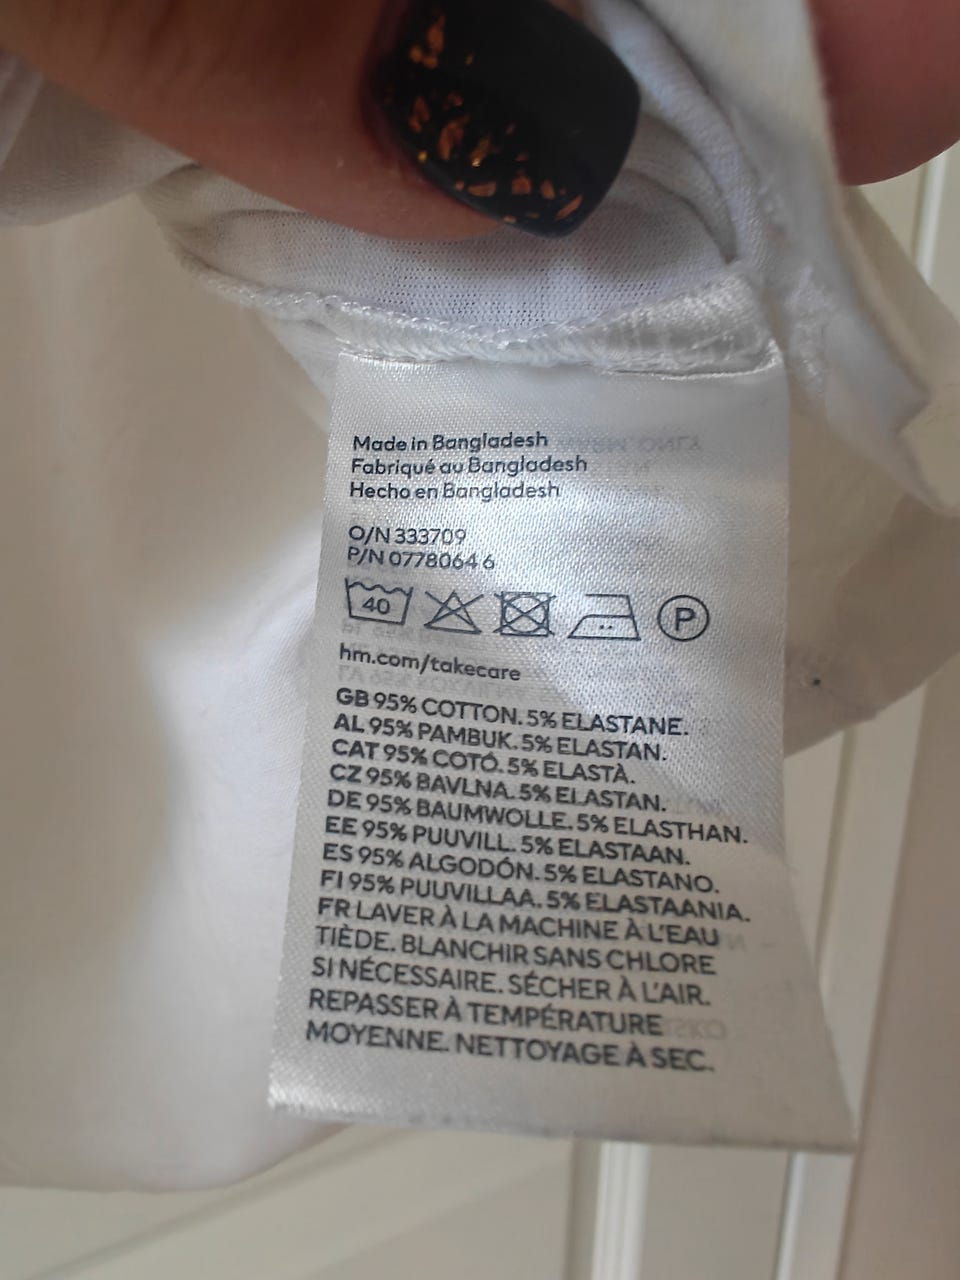 Made in Bangladesh
Fabriqué au Bangladesh
Hecho en Bangladesh
O/N 333709
P/N 0778064 6
40 P
hm.com/takecare
GB 95% COTTON. 5% ELASTANE.
AL 95% PAMBUK. 5% ELASTAN.
CAT 95% COTÓ. 5% ELASTÀ.
CZ 95% BAVLNA. 5% ELASTAN.
DE 95% BAUMWOLLE. 5% ELASTHAN.
EE 95% PUUVILL. 5% ELASTAAN.
ES 95% ALGODÓN. 5% ELASTANO.
FI 95% PUUVILLAA. 5% ELASTAANIA.
FR LAVER À LA MACHINE À L'EAU
TIÈDE. BLANCHIR SANS CHLORE
SI NÉCESSAIRE. SÉCHER À L'AIR.
REPASSER À TEMPÉRATURE
MOYENNE. NETTOYAGE À SEC.